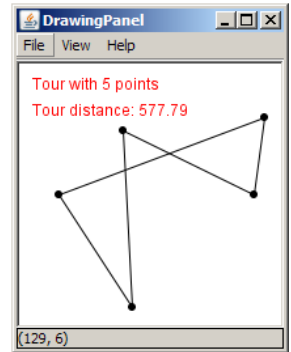 DrawingPanel
File View Help
Tour with 5 points
Tour distance: 577.79
(129, 6)